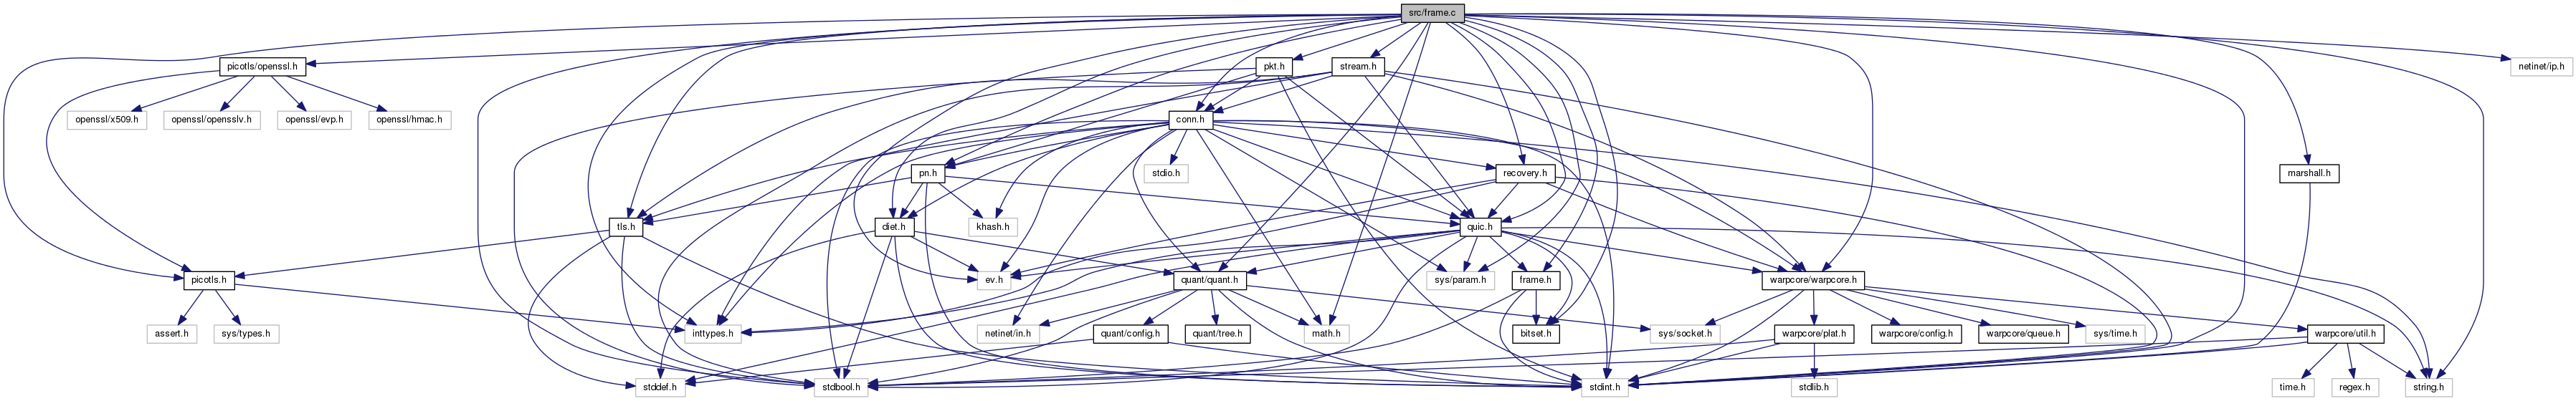 src/frame.c
picotls/openssl.h
pkt.h
stream.h
netinet/ip.h
openssl/x509.h
openssl/opensslv.h
openssl/evp.h
openssl/hmac.h
conn.h
pn.h
stdio.h
recovery.h
marshall.h
tls.h
diet.h
khash.h
quic.h
picotls.h
ev.h
quant/quant.h
sys/param.h
frame.h
warpcore/warpcore.h
assert.h
sys/types.h
inttypes.h
netinet/in.h
quant/config.h
quant/tree.h
math.h
bitset.h
sys/socket.h
warpcore/plat.h
warpcore/config.h
warpcore/queue.h
sys/time.h
warpcore/util.h
stddef.h
stdbool.h
stdint.h
stdlib.h
time.h
regex.h
string.h